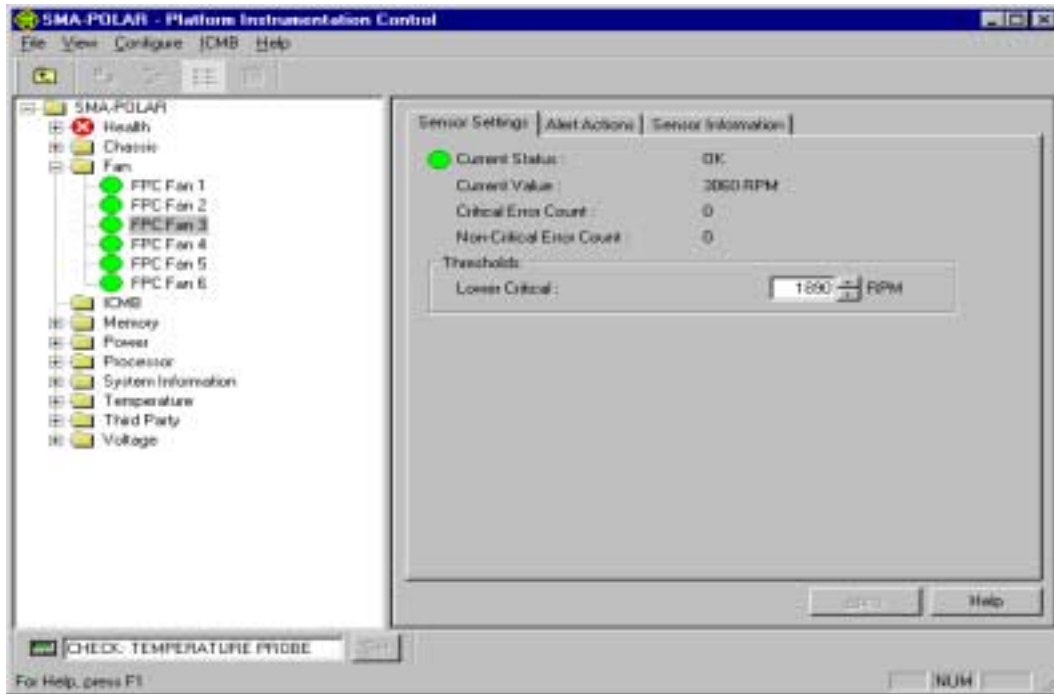 SMA-POLAR - Platform Instrumentation Control
File View Configure ICMB Help
SMA-POLAR
Health
Chassis
Fan
FPC Fan 1
FPC Fan 2
FPC Fan 3
FPC Fan 4
FPC Fan 5
FPC Fan 6
ICMB
Memory
Power
Processor
System Information
Temperature
Third Party
Voltage
Sensor Settings Alert Actions Sensor Information
Current Status : OK
Current Value : 3060 RPM
Critical Error Count : 0
Non-Critical Error Count : 0
Thresholds
Lower Critical : 1890 RPM
Help
CHECK: TEMPERATURE PROBE
For Help, press F1
NUM